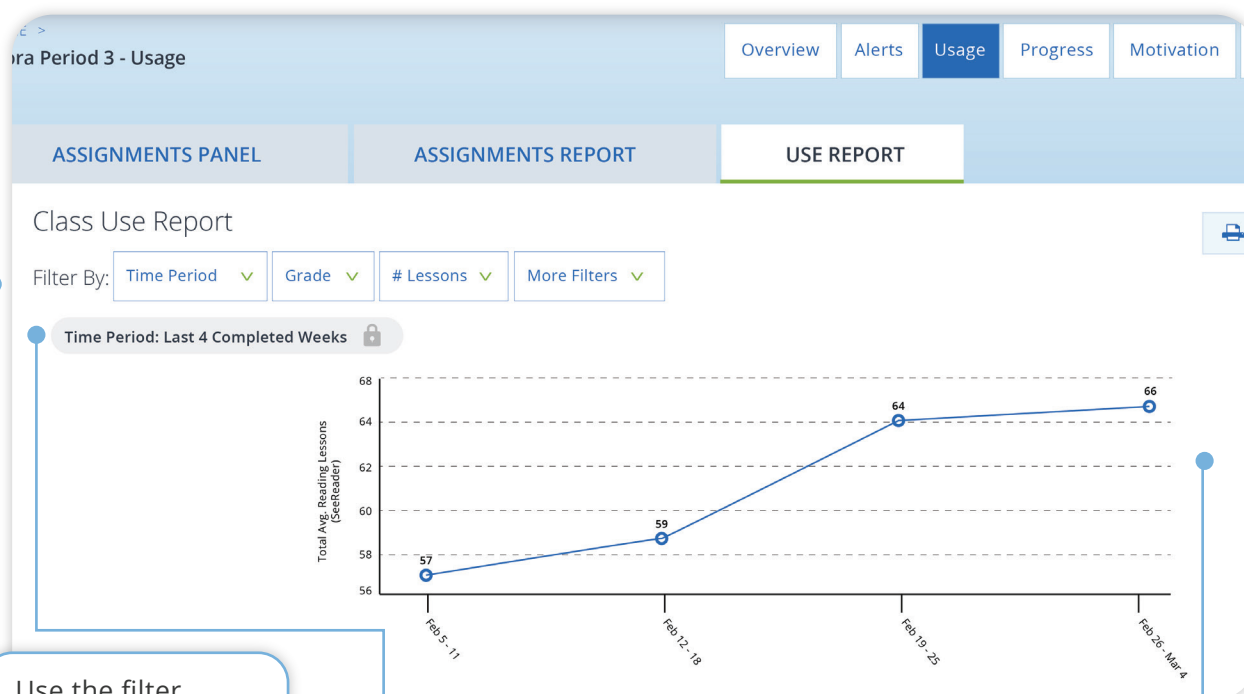 >
Period 3 - Usage
Overview
Alerts
Usage
Progress
Motivation
ASSIGNMENTS PANEL
ASSIGNMENTS REPORT
USE REPORT
Class Use Report
Filter By:
Time Period
Grade
# Lessons
More Filters
Time Period: Last 4 Completed Weeks
Total Avg. Reading Lessons
(SeeReader)
68
64
62
60
58
56
57
59
64
66
Feb 5 - 11
Feb 12 - 18
Feb 19 - 25
Feb 26 - Mar 4
Use the filter